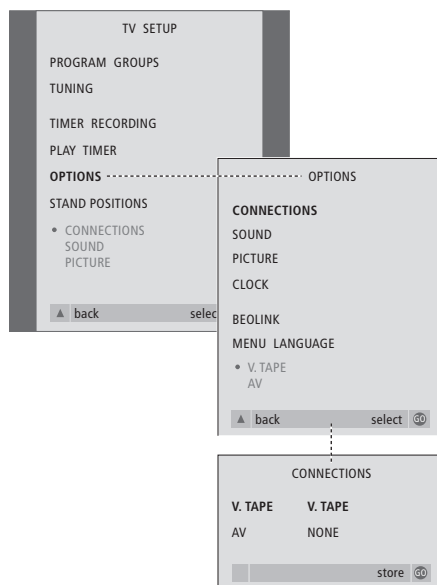 TV SETUP
PROGRAM GROUPS
TUNING
TIMER RECORDING
PLAY TIMER
OPTIONS
STAND POSITIONS
• CONNECTIONS
SOUND
PICTURE
▲ back selec
OPTIONS
CONNECTIONS
SOUND
PICTURE
CLOCK
BEOLINK
MENU LANGUAGE
• V. TAPE
AV
▲ back select GO
CONNECTIONS
V. TAPE V. TAPE
AV NONE
store GO